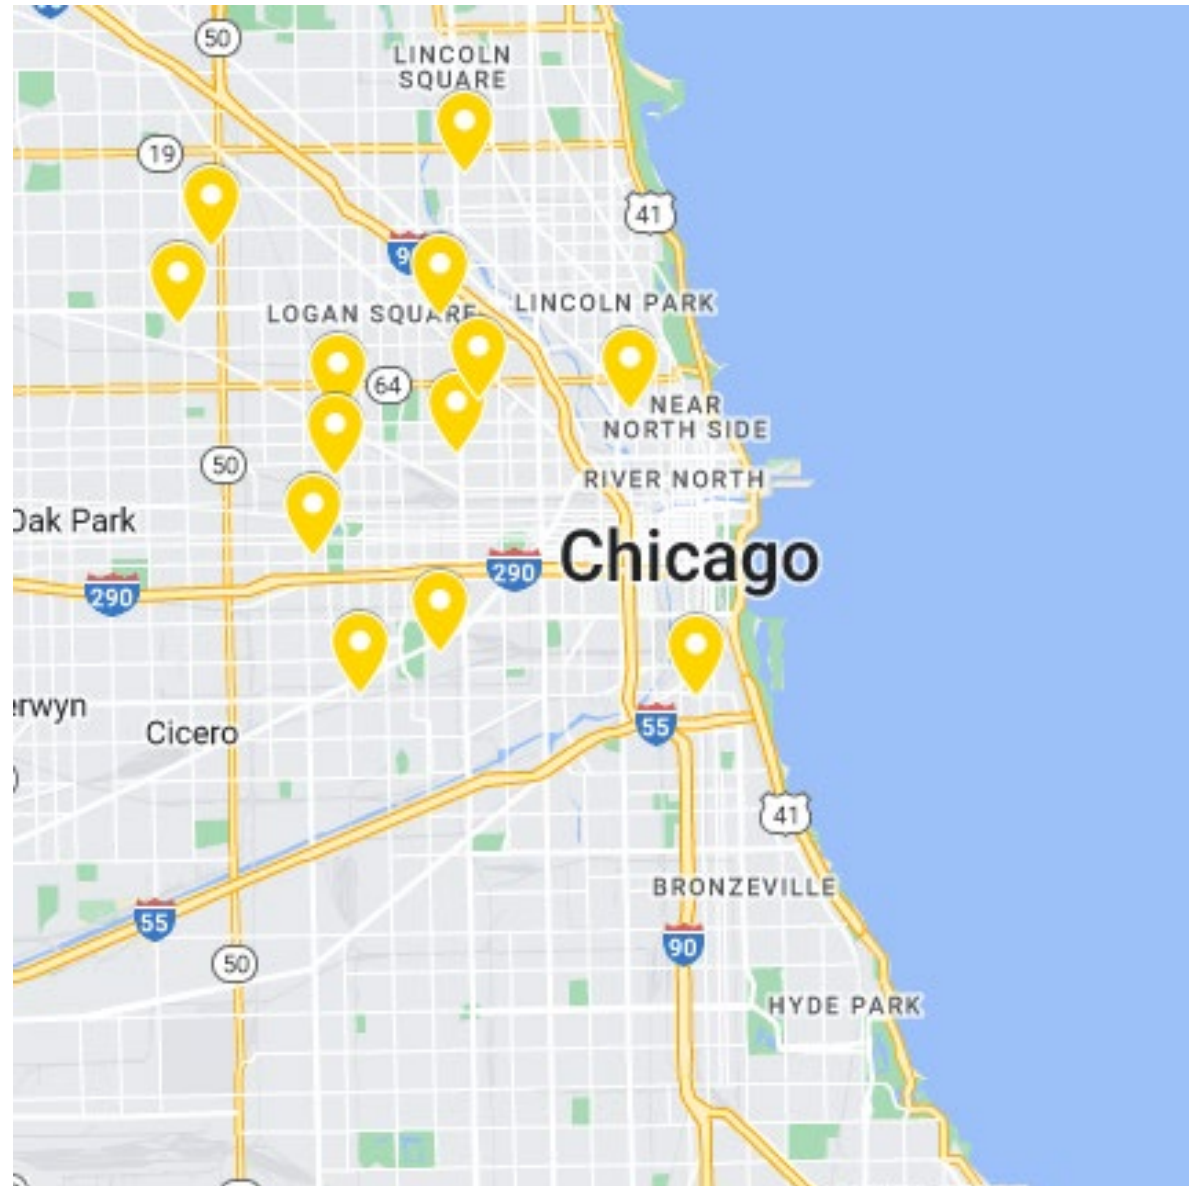 50
LINCOLN
SQUARE
19
41
LOGAN SQUARE
LINCOLN PARK
64
NEAR
NORTH SIDE
50
RIVER NORTH
Oak Park
Chicago
290
290
erwyn
Cicero
55
41
BRONZEVILLE
55
90
50
HYDE PARK